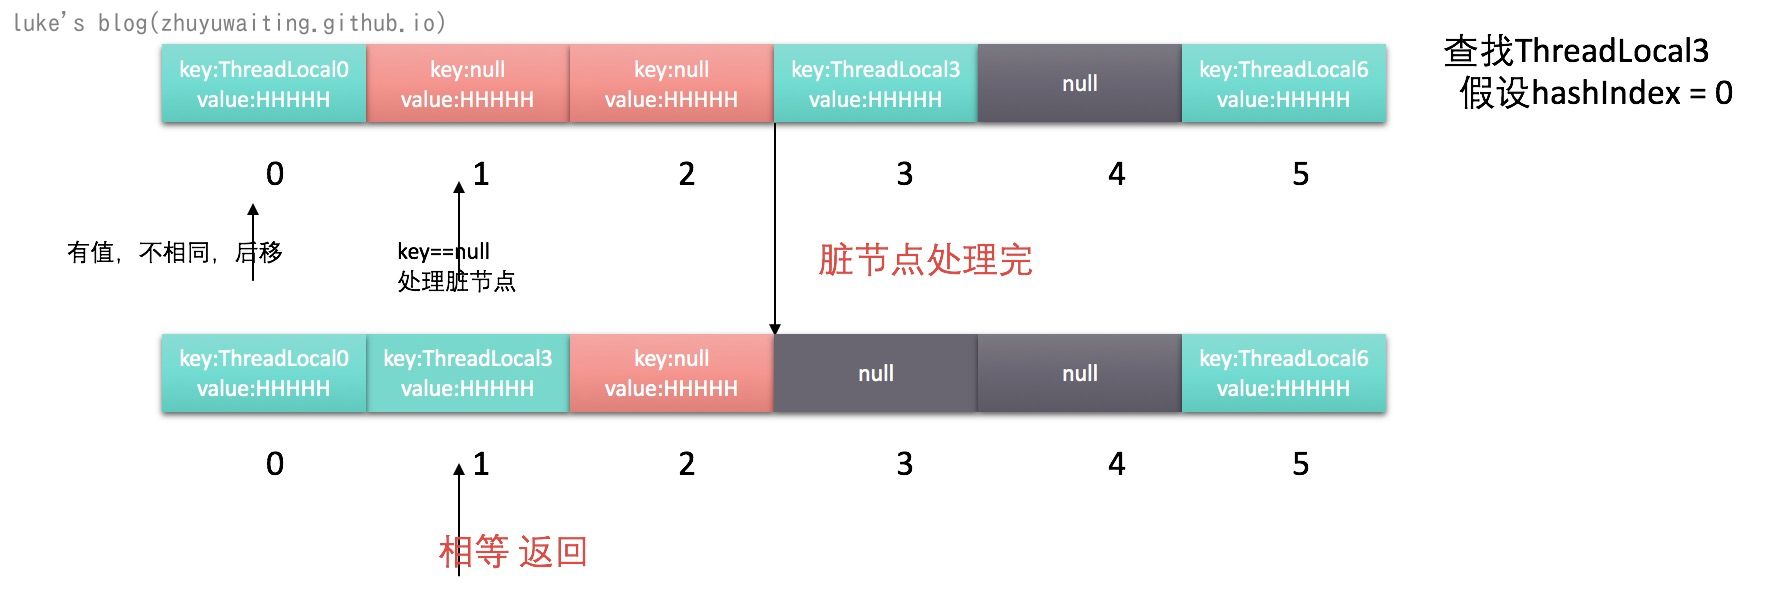 luke's blog(zhuyuwaiting.github.io)
key:ThreadLocal0
value:HHHHH
key:null
value:HHHHH
key:null
value:HHHHH
key:ThreadLocal3
value:HHHHH
null
key:ThreadLocal6
value:HHHHH
查找ThreadLocal3
假设hashIndex = 0
0
1
2
3
4
5
有值，不相同，后移
key==null
处理脏节点
脏节点处理完
key:ThreadLocal0
value:HHHHH
key:ThreadLocal3
value:HHHHH
key:null
value:HHHHH
null
null
key:ThreadLocal6
value:HHHHH
0
1
2
3
4
5
相等 返回